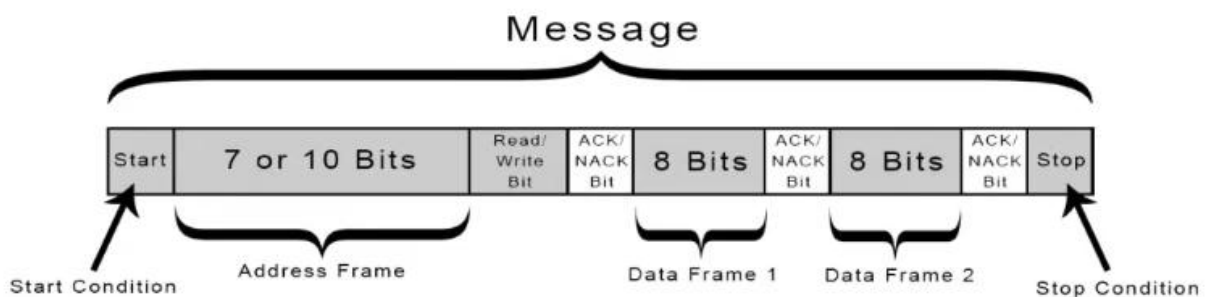 Message
Start
7 or 10 Bits
Read/
Write
Bit
ACK/
NACK
Bit
8 Bits
ACK/
NACK
Bit
8 Bits
ACK/
NACK
Bit
Stop
Start Condition
Address Frame
Data Frame 1
Data Frame 2
Stop Condition